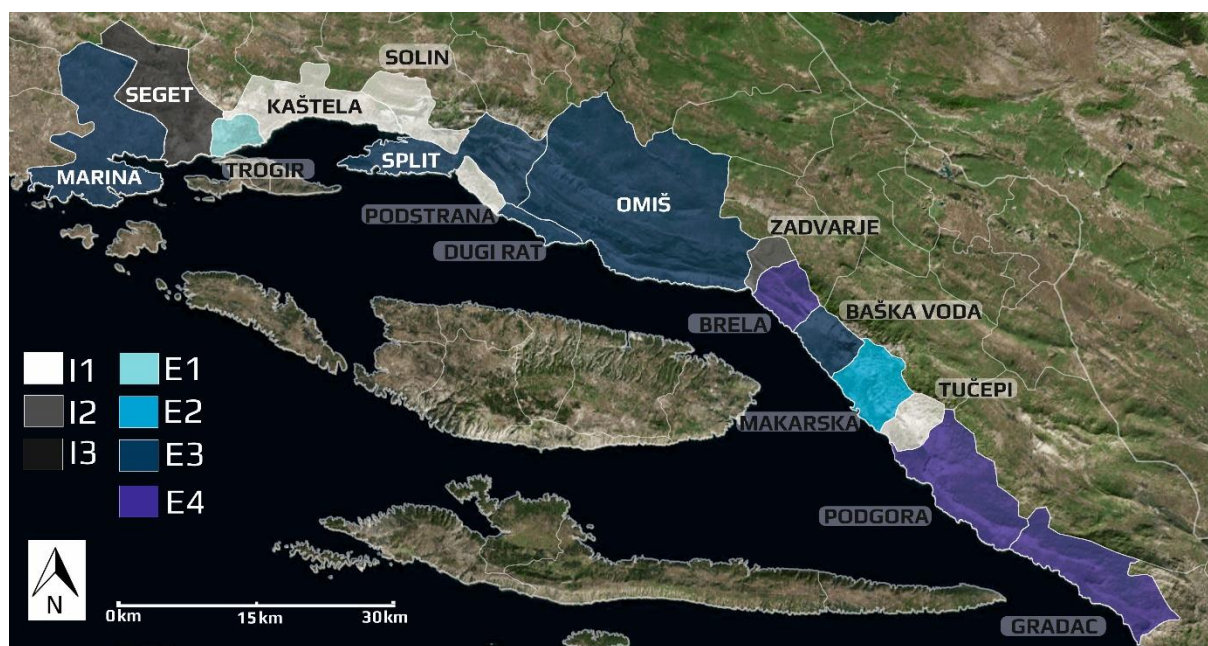 SOLIN
SEGET
KAŠTELA
MARINA
TROGIR
SPLIT
PODSTRANA
DUGI RAT
OMIŠ
ZADVARJE
BRELA
BAŠKA VODA
TUČEPI
MAKARSKA
PODGORA
GRADAC
I1
E1
I2
E2
I3
E3
E4
N
0km
15km
30km